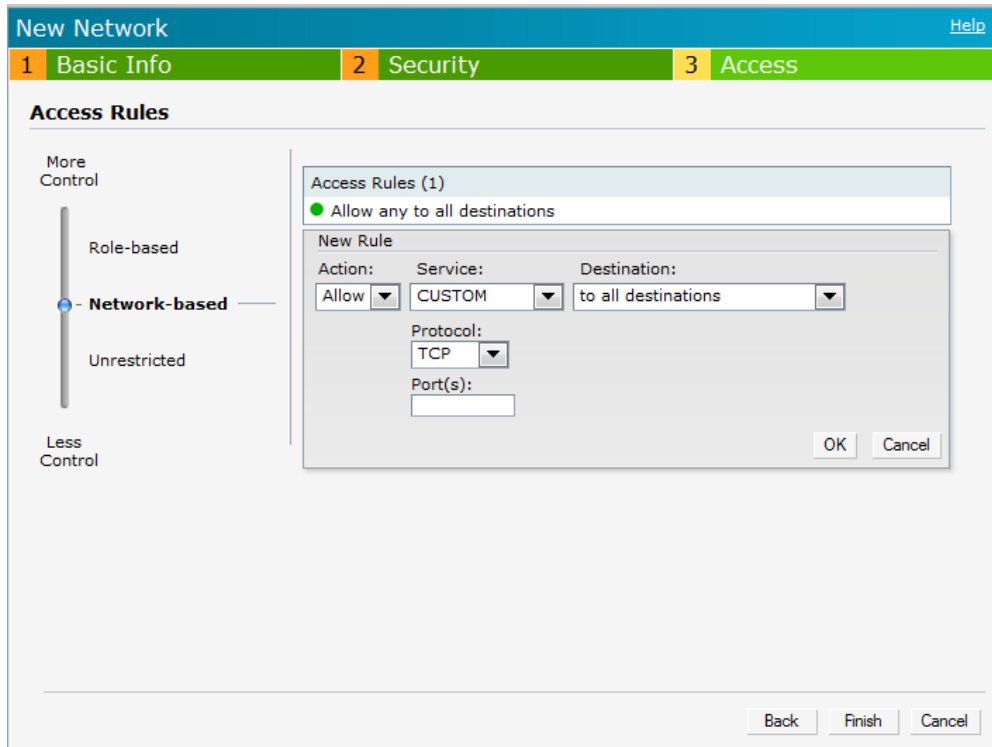 New Network
Help
1 Basic Info
2 Security
3 Access
Access Rules
More
Control
Role-based
Network-based
Unrestricted
Less
Control
Access Rules (1)
Allow any to all destinations
New Rule
Action: Service: Destination:
Allow CUSTOM to all destinations
Protocol:
TCP
Port(s):
OK Cancel
Back Finish Cancel